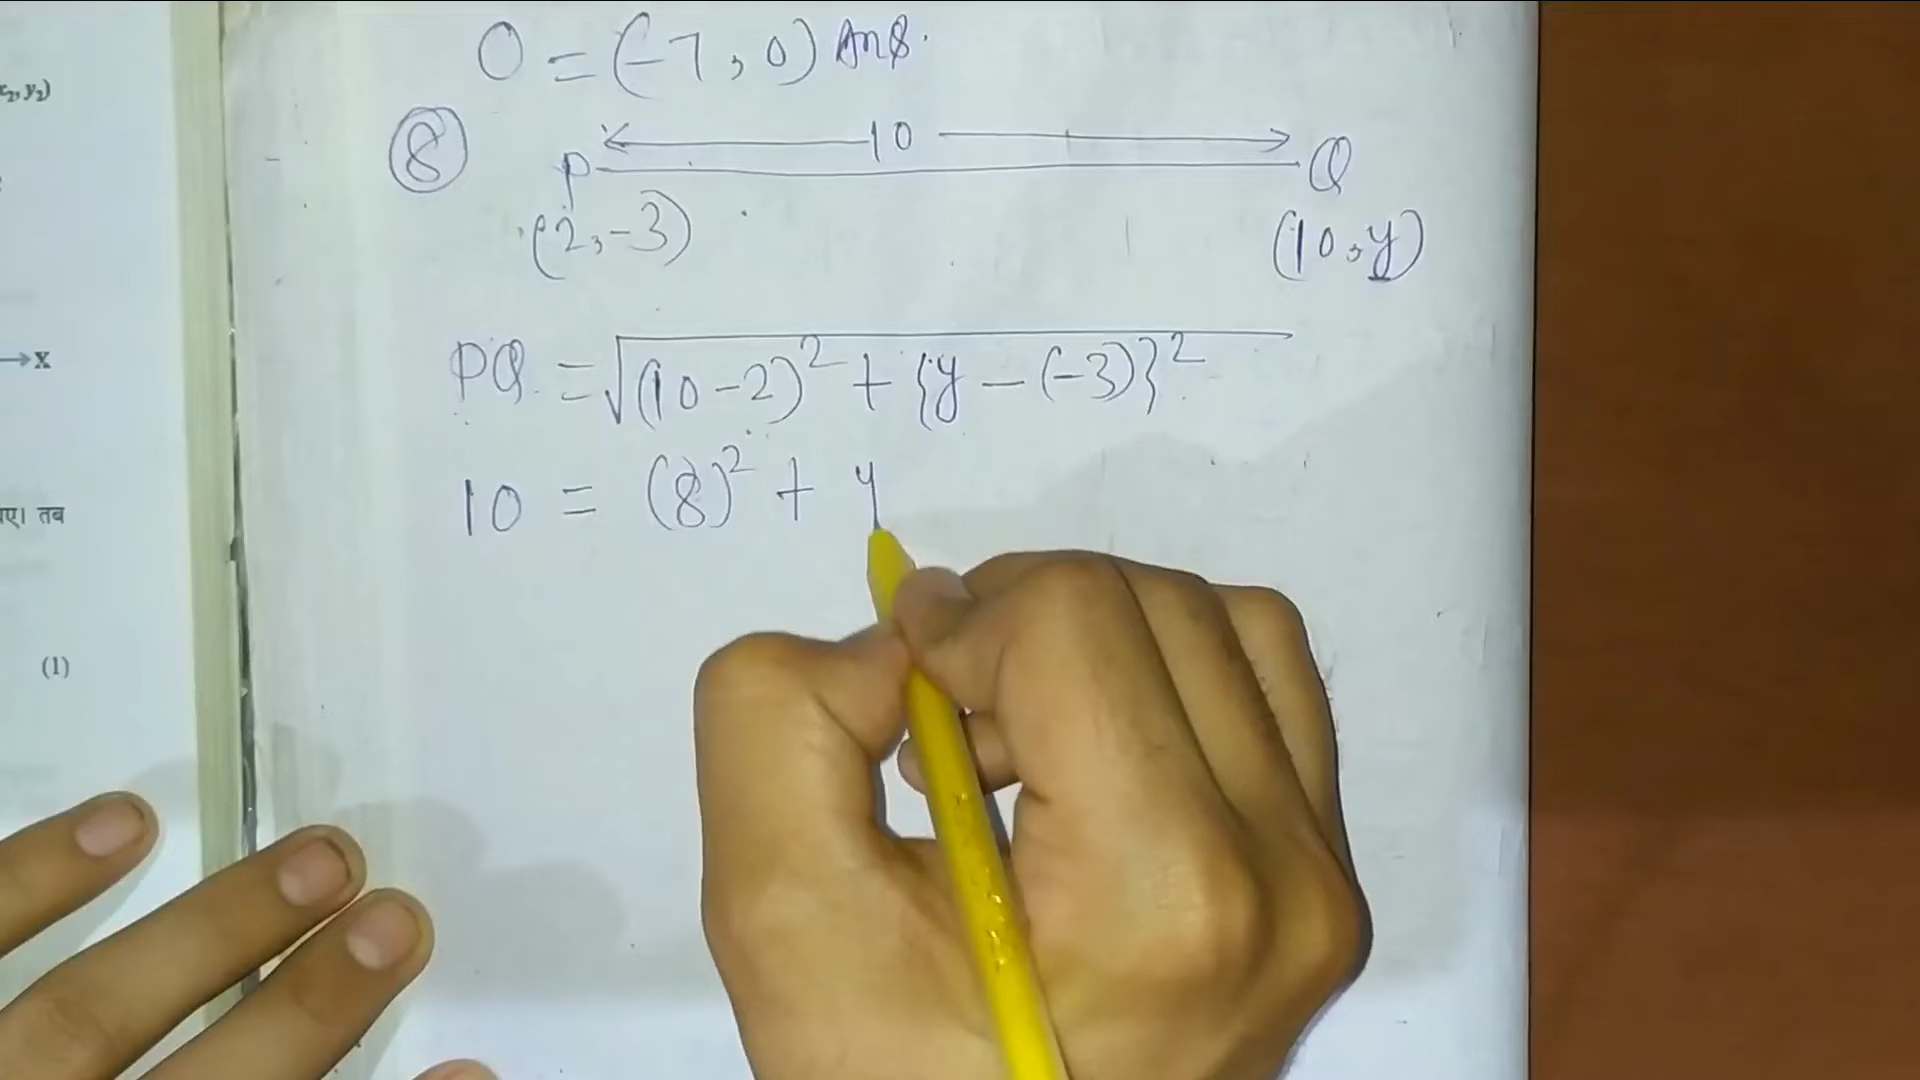 x₂, y₂)
→X
तब
(1)
O = (-7, 0) Ans.
⑧ P 10 Q
(2, -3) (10, y)
PQ = √(10-2)² + {y-(-3)}²
10 = (8)² + y